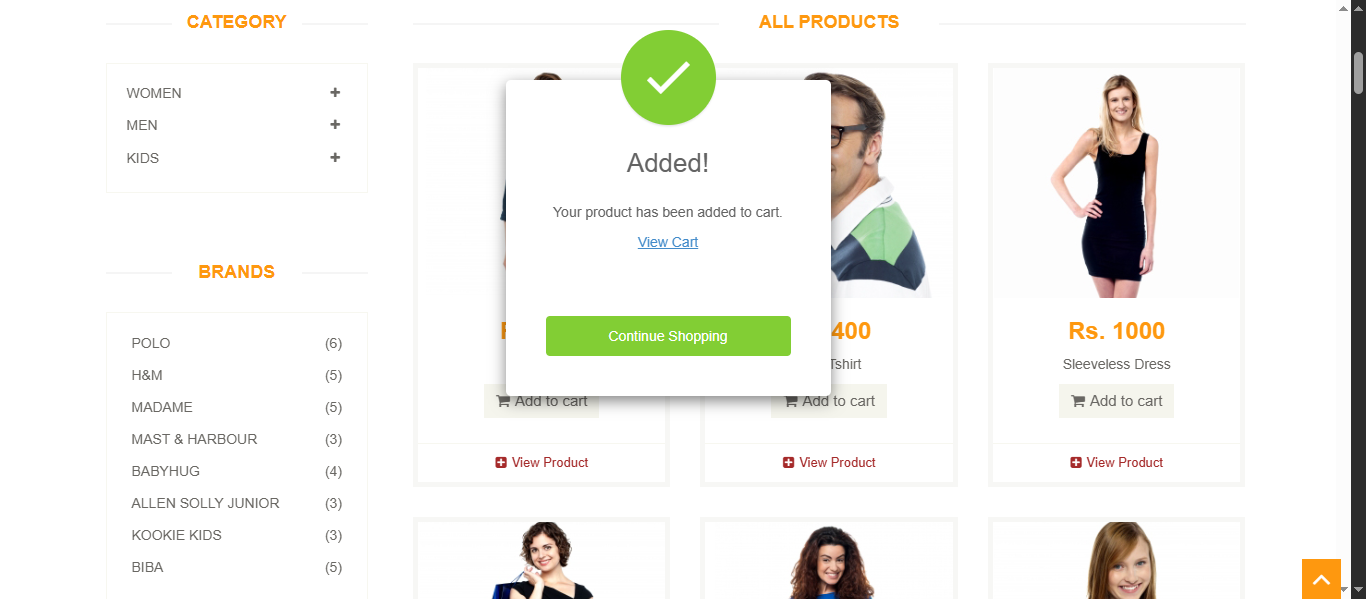 CATEGORY
WOMEN
MEN
KIDS
BRANDS
POLO (6)
H&M (5)
MADAME (5)
MAST & HARBOUR (3)
BABYHUG (4)
ALLEN SOLLY JUNIOR (3)
KOOKIE KIDS (3)
BIBA (5)
ALL PRODUCTS
Added!
Your product has been added to cart.
View Cart
Continue Shopping
Add to cart
View Product
400
Tshirt
Add to cart
View Product
Rs. 1000
Sleeveless Dress
Add to cart
View Product